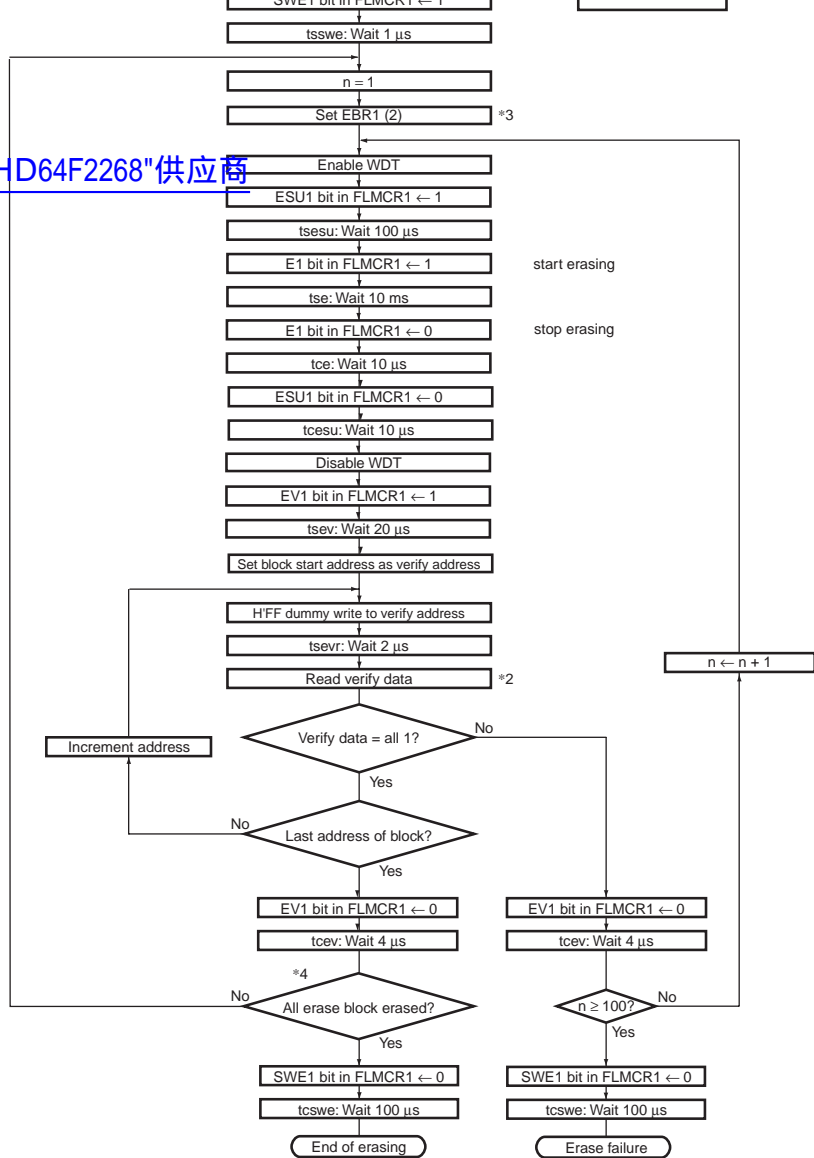 SWE1 bit in FLMCR1 ← 1
tsswe: Wait 1 μs
n = 1
Set EBR1 (2) *3
HD64F2268"供应商
Enable WDT
ESU1 bit in FLMCR1 ← 1
tsesu: Wait 100 μs
E1 bit in FLMCR1 ← 1 start erasing
tse: Wait 10 ms
E1 bit in FLMCR1 ← 0 stop erasing
tce: Wait 10 μs
ESU1 bit in FLMCR1 ← 0
tcesu: Wait 10 μs
Disable WDT
EV1 bit in FLMCR1 ← 1
tsev: Wait 20 μs
Set block start address as verify address
H'FF dummy write to verify address
tsevr: Wait 2 μs
n ← n + 1
Read verify data *2
No
Verify data = all 1?
Increment address
Yes
No
Last address of block?
Yes
EV1 bit in FLMCR1 ← 0 EV1 bit in FLMCR1 ← 0
tcev: Wait 4 μs tcev: Wait 4 μs
*4
No No
All erase block erased? n ≥ 100?
Yes Yes
SWE1 bit in FLMCR1 ← 0 SWE1 bit in FLMCR1 ← 0
tcswe: Wait 100 μs tcswe: Wait 100 μs
End of erasing Erase failure